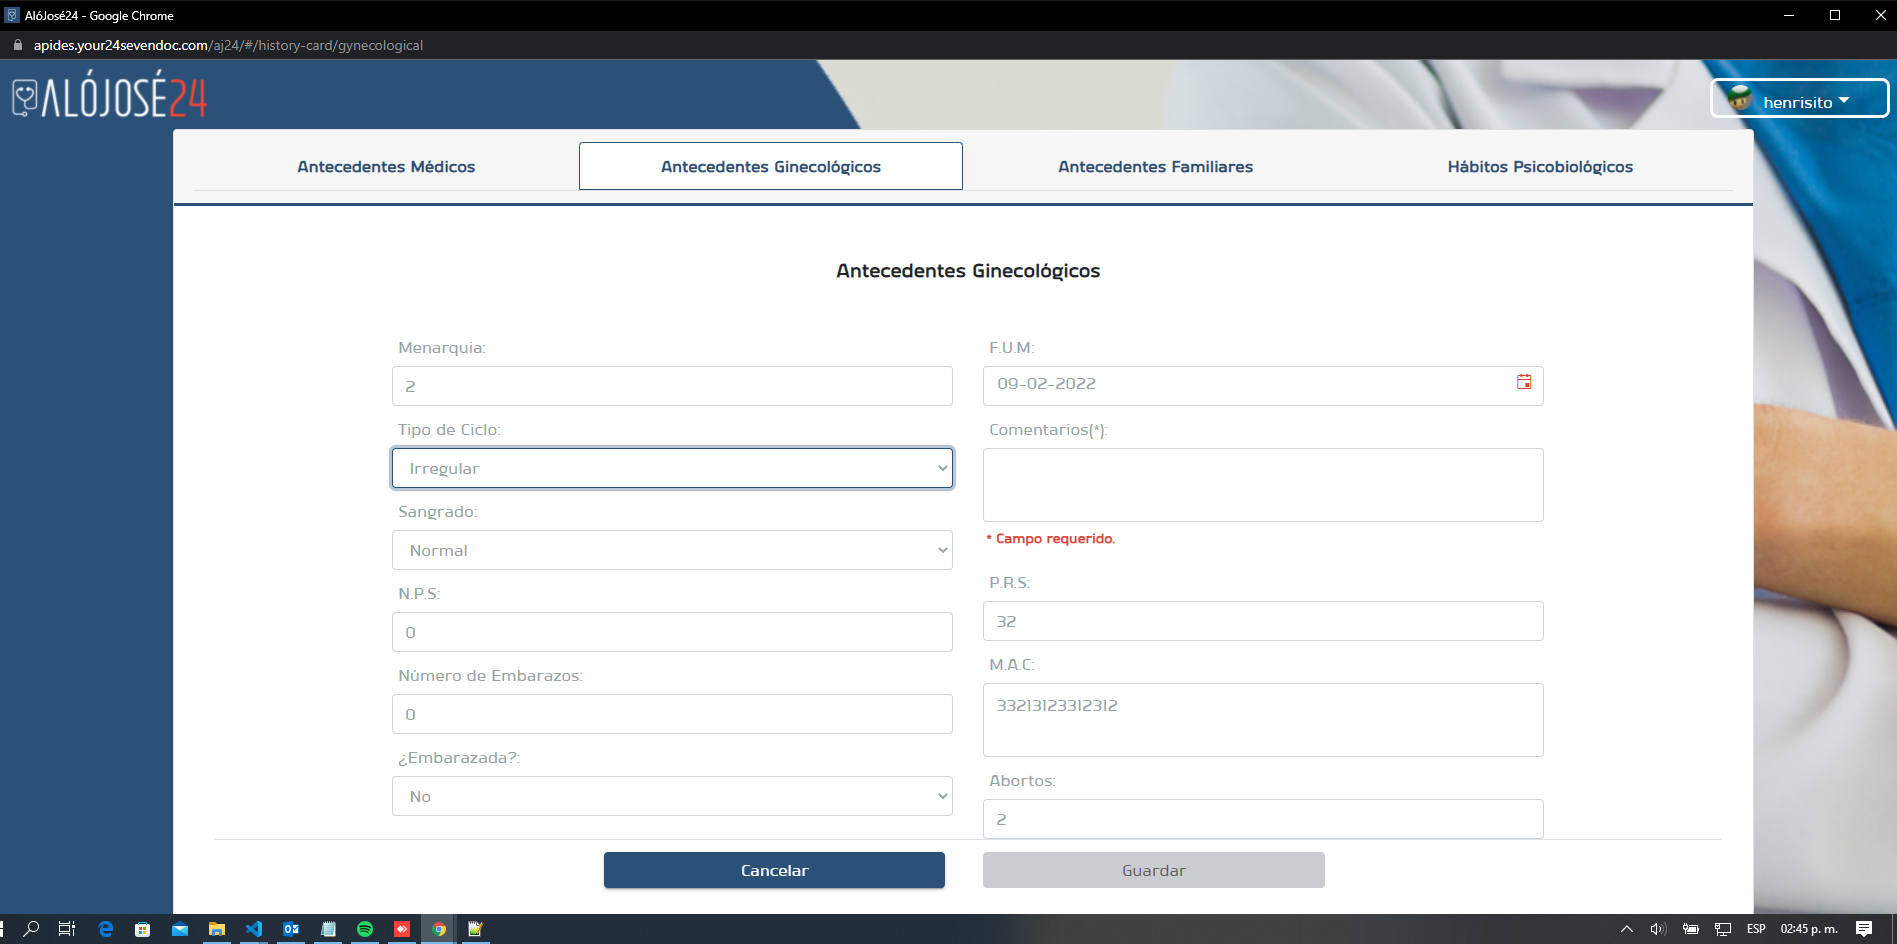 AlóJosé24 - Google Chrome
apides.your24sevendoc.com/aj24/#/history-card/gynecological
ALÓJOSÉ24
henrisito
Antecedentes Médicos
Antecedentes Ginecológicos
Antecedentes Familiares
Hábitos Psicobiológicos
Antecedentes Ginecológicos
Menarquia:
2
Tipo de Ciclo:
Irregular
Sangrado:
Normal
N.P.S:
0
Número de Embarazos:
0
¿Embarazada?:
No
F.U.M:
09-02-2022
Comentarios(*):
* Campo requerido.
P.R.S:
32
M.A.C:
33213123312312
Abortos:
2
Cancelar
Guardar
ESP
02:45 p. m.